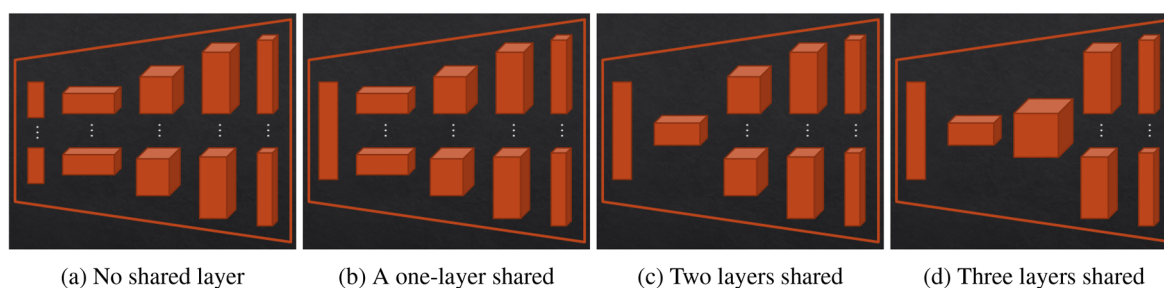 (a) No shared layer
(b) A one-layer shared
(c) Two layers shared
(d) Three layers shared